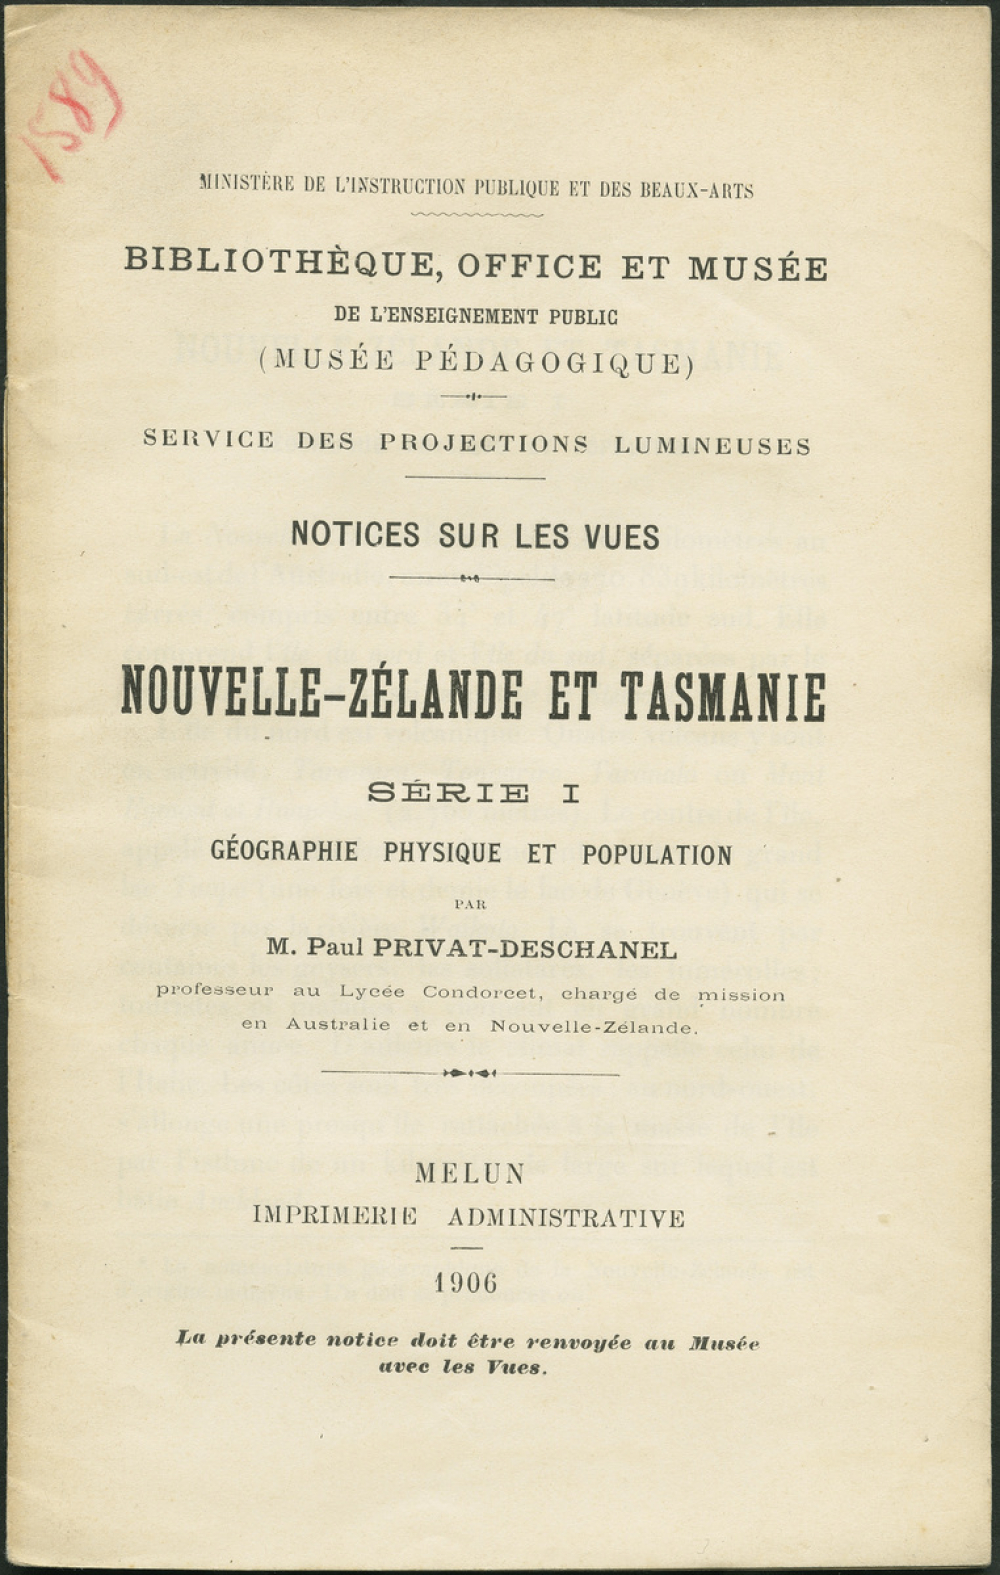 1589
MINISTÈRE DE L'INSTRUCTION PUBLIQUE ET DES BEAUX-ARTS
BIBLIOTHÈQUE, OFFICE ET MUSÉE
DE L'ENSEIGNEMENT PUBLIC
(MUSÉE PÉDAGOGIQUE)
SERVICE DES PROJECTIONS LUMINEUSES
NOTICES SUR LES VUES
NOUVELLE-ZÉLANDE ET TASMANIE
SÉRIE I
GÉOGRAPHIE PHYSIQUE ET POPULATION
PAR
M. Paul PRIVAT-DESCHANEL
professeur au Lycée Condorcet, chargé de mission
en Australie et en Nouvelle-Zélande.
MELUN
IMPRIMERIE ADMINISTRATIVE
1906
La présente notice doit être renvoyée au Musée
avec les Vues.